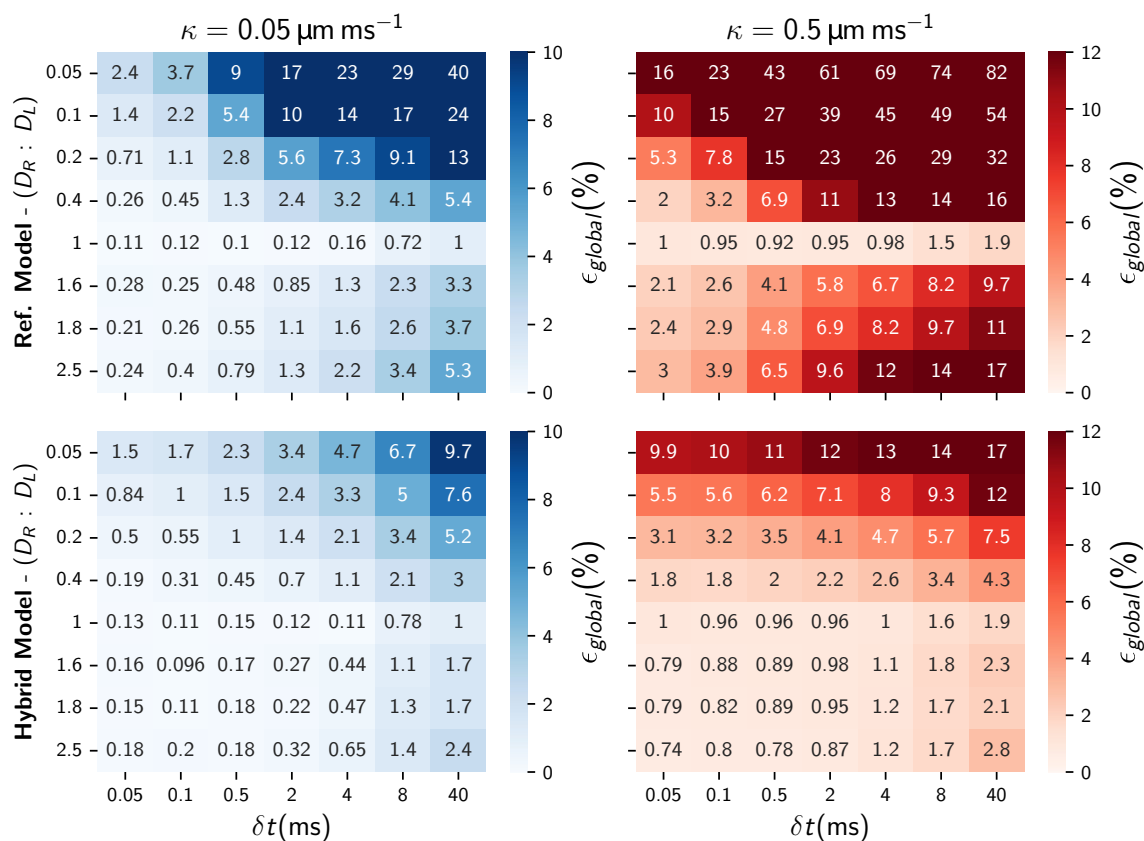 κ = 0.05 µm ms⁻¹
κ = 0.5 µm ms⁻¹
Ref. Model - (D_R : D_L)
0.05 2.4 3.7 9 17 23 29 40
0.1 1.4 2.2 5.4 10 14 17 24
0.2 0.71 1.1 2.8 5.6 7.3 9.1 13
0.4 0.26 0.45 1.3 2.4 3.2 4.1 5.4
1 0.11 0.12 0.1 0.12 0.16 0.72 1
1.6 0.28 0.25 0.48 0.85 1.3 2.3 3.3
1.8 0.21 0.26 0.55 1.1 1.6 2.6 3.7
2.5 0.24 0.4 0.79 1.3 2.2 3.4 5.3
10
8
6
4
2
0
ϵ_global(%)
16 23 43 61 69 74 82
10 15 27 39 45 49 54
5.3 7.8 15 23 26 29 32
2 3.2 6.9 11 13 14 16
1 0.95 0.92 0.95 0.98 1.5 1.9
2.1 2.6 4.1 5.8 6.7 8.2 9.7
2.4 2.9 4.8 6.9 8.2 9.7 11
3 3.9 6.5 9.6 12 14 17
12
10
8
6
4
2
0
ϵ_global(%)
Hybrid Model - (D_R : D_L)
0.05 1.5 1.7 2.3 3.4 4.7 6.7 9.7
0.1 0.84 1 1.5 2.4 3.3 5 7.6
0.2 0.5 0.55 1 1.4 2.1 3.4 5.2
0.4 0.19 0.31 0.45 0.7 1.1 2.1 3
1 0.13 0.11 0.15 0.12 0.11 0.78 1
1.6 0.16 0.096 0.17 0.27 0.44 1.1 1.7
1.8 0.15 0.11 0.18 0.22 0.47 1.3 1.7
2.5 0.18 0.2 0.18 0.32 0.65 1.4 2.4
0.05 0.1 0.5 2 4 8 40
δt(ms)
10
8
6
4
2
0
ϵ_global(%)
9.9 10 11 12 13 14 17
5.5 5.6 6.2 7.1 8 9.3 12
3.1 3.2 3.5 4.1 4.7 5.7 7.5
1.8 1.8 2 2.2 2.6 3.4 4.3
1 0.96 0.96 0.96 1 1.6 1.9
0.79 0.88 0.89 0.98 1.1 1.8 2.3
0.79 0.82 0.89 0.95 1.2 1.7 2.1
0.74 0.8 0.78 0.87 1.2 1.7 2.8
0.05 0.1 0.5 2 4 8 40
δt(ms)
12
10
8
6
4
2
0
ϵ_global(%)